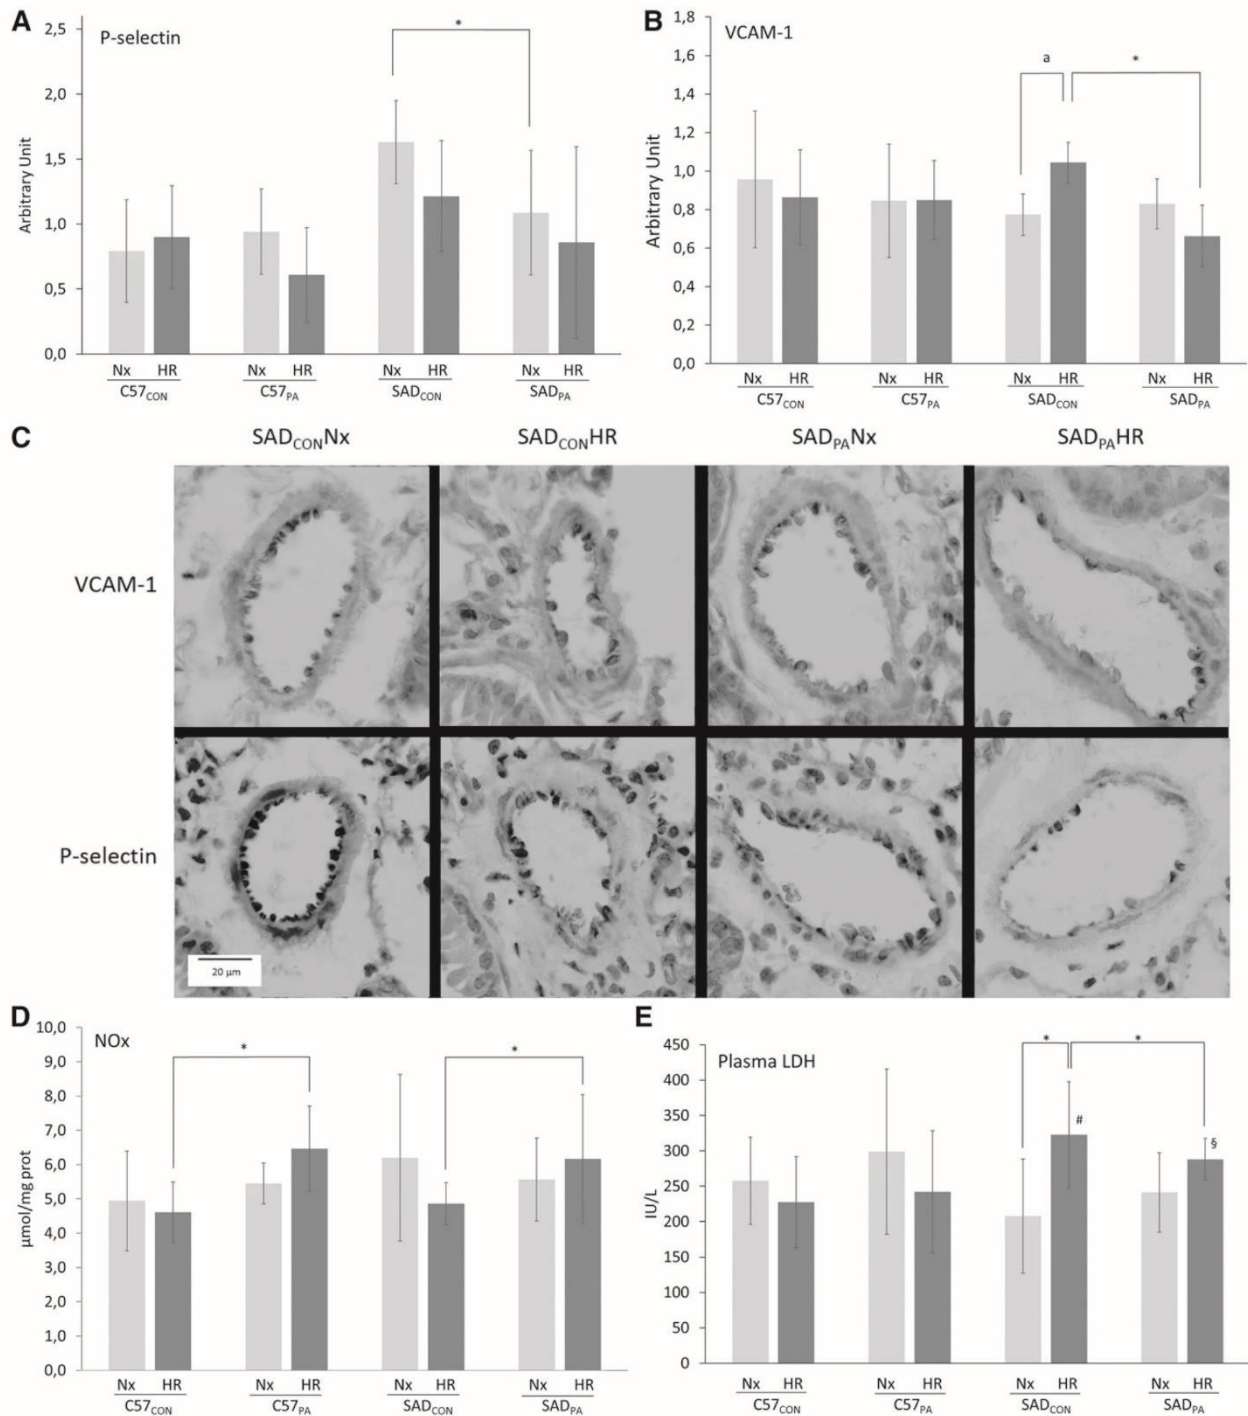 A
P-selectin
*
2,5
2,0
1,5
1,0
0,5
0,0
Arbitrary Unit
Nx HR Nx HR Nx HR Nx HR
C57CON C57PA SADCON SADPA
B
VCAM-1
a *
1,8
1,6
1,4
1,2
1,0
0,8
0,6
0,4
0,2
0,0
Arbitrary Unit
Nx HR Nx HR Nx HR Nx HR
C57CON C57PA SADCON SADPA
C
SADCONNx SADCONHR SADPANx SADPAHR
VCAM-1
P-selectin
20 µm
D
NOx
* *
10,0
9,0
8,0
7,0
6,0
5,0
4,0
3,0
2,0
1,0
0,0
µmol/mg prot
Nx HR Nx HR Nx HR Nx HR
C57CON C57PA SADCON SADPA
E
Plasma LDH
* *
# §
450
400
350
300
250
200
150
100
50
0
IU/L
Nx HR Nx HR Nx HR Nx HR
C57CON C57PA SADCON SADPA